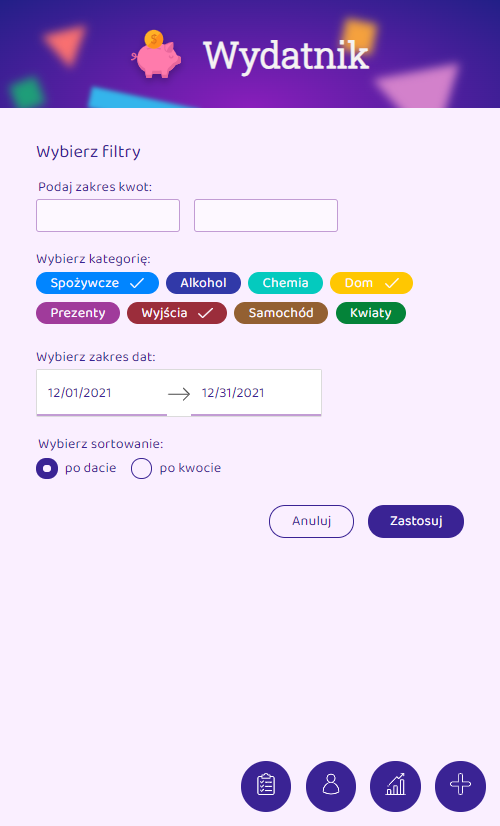 Wydatnik
Wybierz filtry
Podaj zakres kwot:
Wybierz kategorię:
Spożywcze Alkohol Chemia Dom
Prezenty Wyjścia Samochód Kwiaty
Wybierz zakres dat:
12/01/2021 12/31/2021
Wybierz sortowanie:
po dacie po kwocie
Anuluj Zastosuj